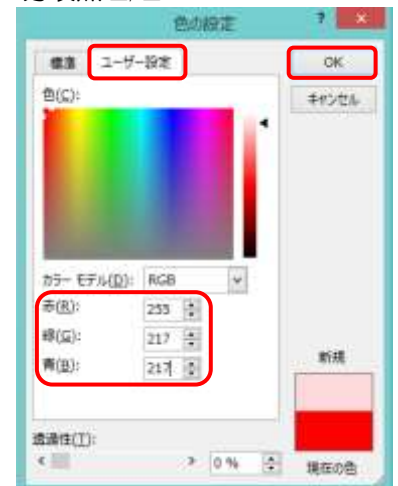 色の設定
?
×
標準
ユーザー設定
OK
キャンセル
色(C):
カラー モデル(D): RGB
赤(R): 255
緑(G): 217
青(B): 217
新規
現在の色
透過性(T):
< > 0 %